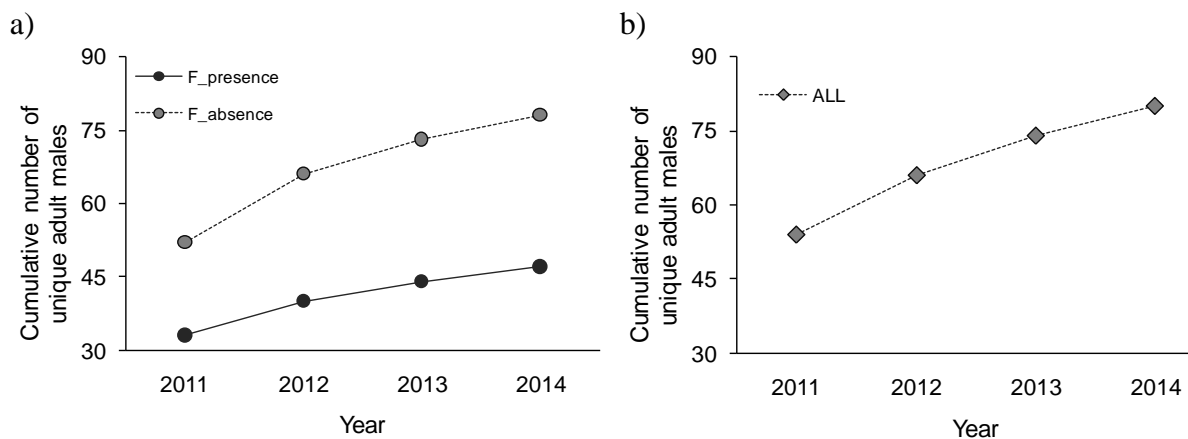 a)
Cumulative number of
unique adult males
90
75
60
45
30
F_presence
F_absence
2011 2012 2013 2014
Year
b)
Cumulative number of
unique adult males
90
75
60
45
30
ALL
2011 2012 2013 2014
Year